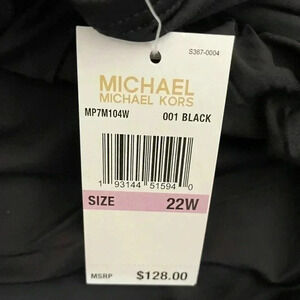 S367-0004
MICHAEL
MICHAEL KORS
MP7M104W 001 BLACK
1 93144 51594 0
SIZE 22W
MSRP $128.00